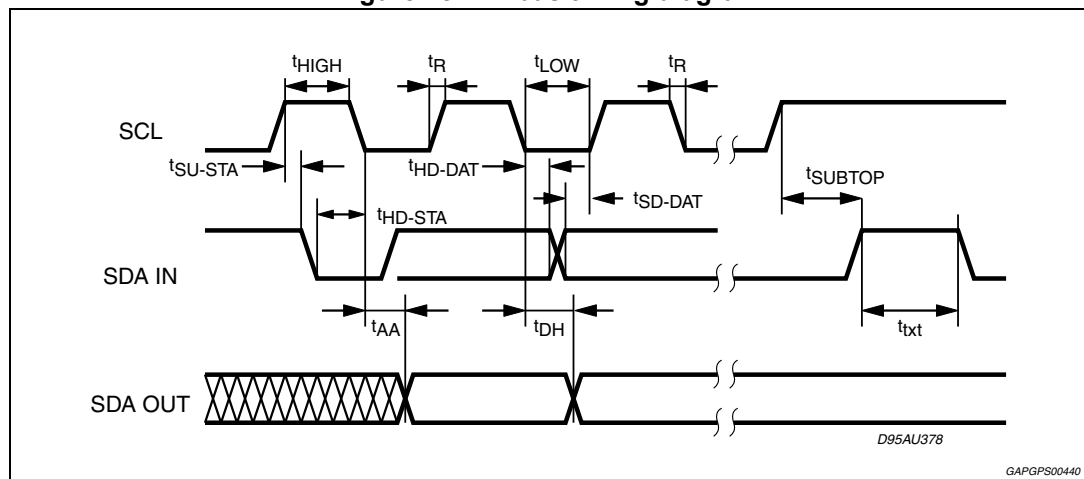 tHIGH tR tLOW tR
SCL
tSU-STA tHD-DAT tSUBTOP
tSD-DAT
tHD-STA
SDA IN
tAA tDH ttxt
SDA OUT
D95AU378
GAPGPS00440